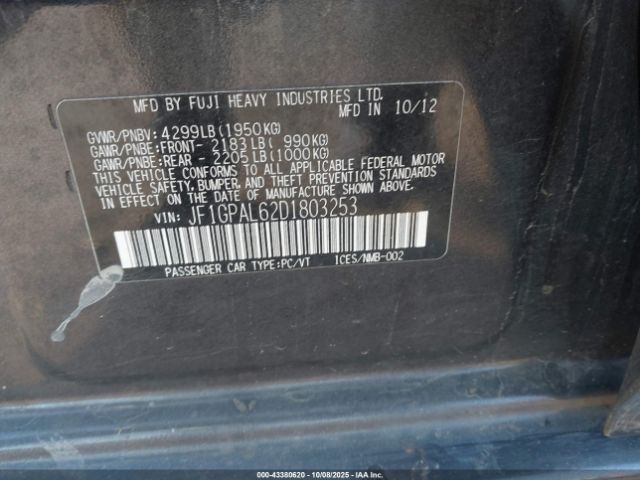 MFD BY FUJI HEAVY INDUSTRIES LTD.
MFD IN 10/12
GVWR/PNBV: 4299LB(1950KG)
GAWR/PNBE:FRONT- 2183LB( 990KG)
GAWR/PNBE:REAR - 2205LB(1000KG)
THIS VEHICLE CONFORMS TO ALL APPLICABLE FEDERAL MOTOR
VEHICLE SAFETY, BUMPER, AND THEFT PREVENTION STANDARDS
IN EFFECT ON THE DATE OF MANUFACTURE SHOWN ABOVE.
VIN: JF1GPAL62D1803253
PASSENGER CAR TYPE:PC/VT ICES/NMB-002
000-43380620 10/08/2025 - IAAI.COM